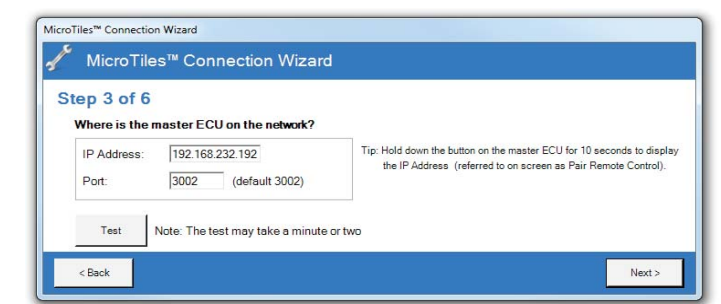 MicroTiles™ Connection Wizard
MicroTiles™ Connection Wizard
Step 3 of 6
Where is the master ECU on the network?
IP Address: 192.168.232.192
Port: 3002 (default 3002)
Tip: Hold down the button on the master ECU for 10 seconds to display
the IP Address (referred to on screen as Pair Remote Control).
Test Note: The test may take a minute or two
< Back Next >